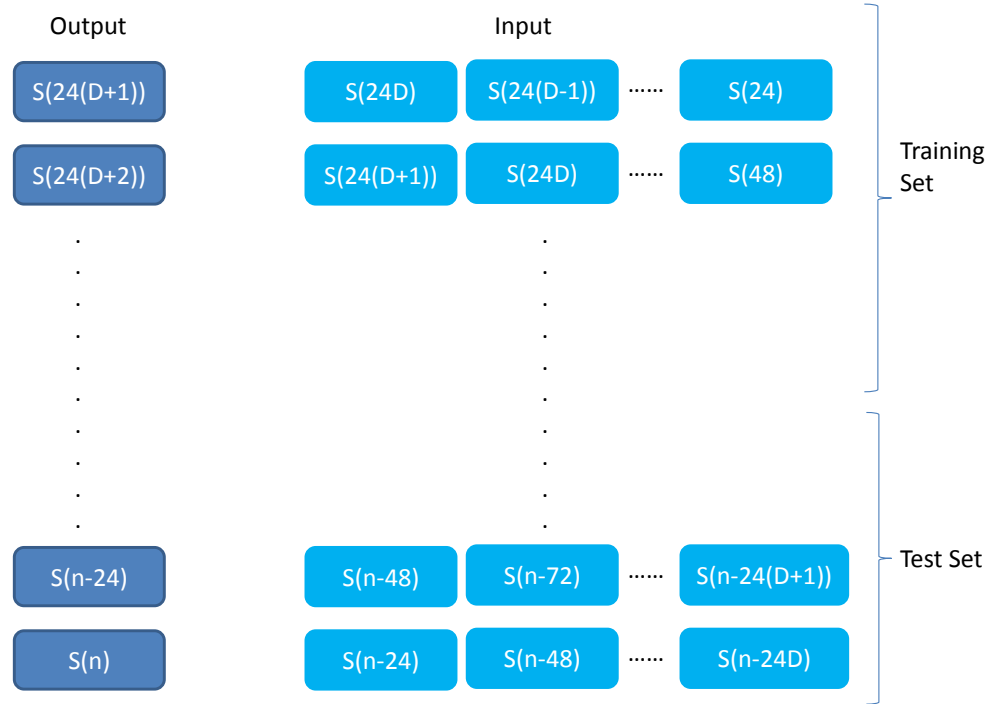 Output Input
S(24(D+1)) S(24D) S(24(D-1)) ...... S(24)
S(24(D+2)) S(24(D+1)) S(24D) ...... S(48)
Training
Set
S(n-24) S(n-48) S(n-72) ...... S(n-24(D+1))
Test Set
S(n) S(n-24) S(n-48) ...... S(n-24D)